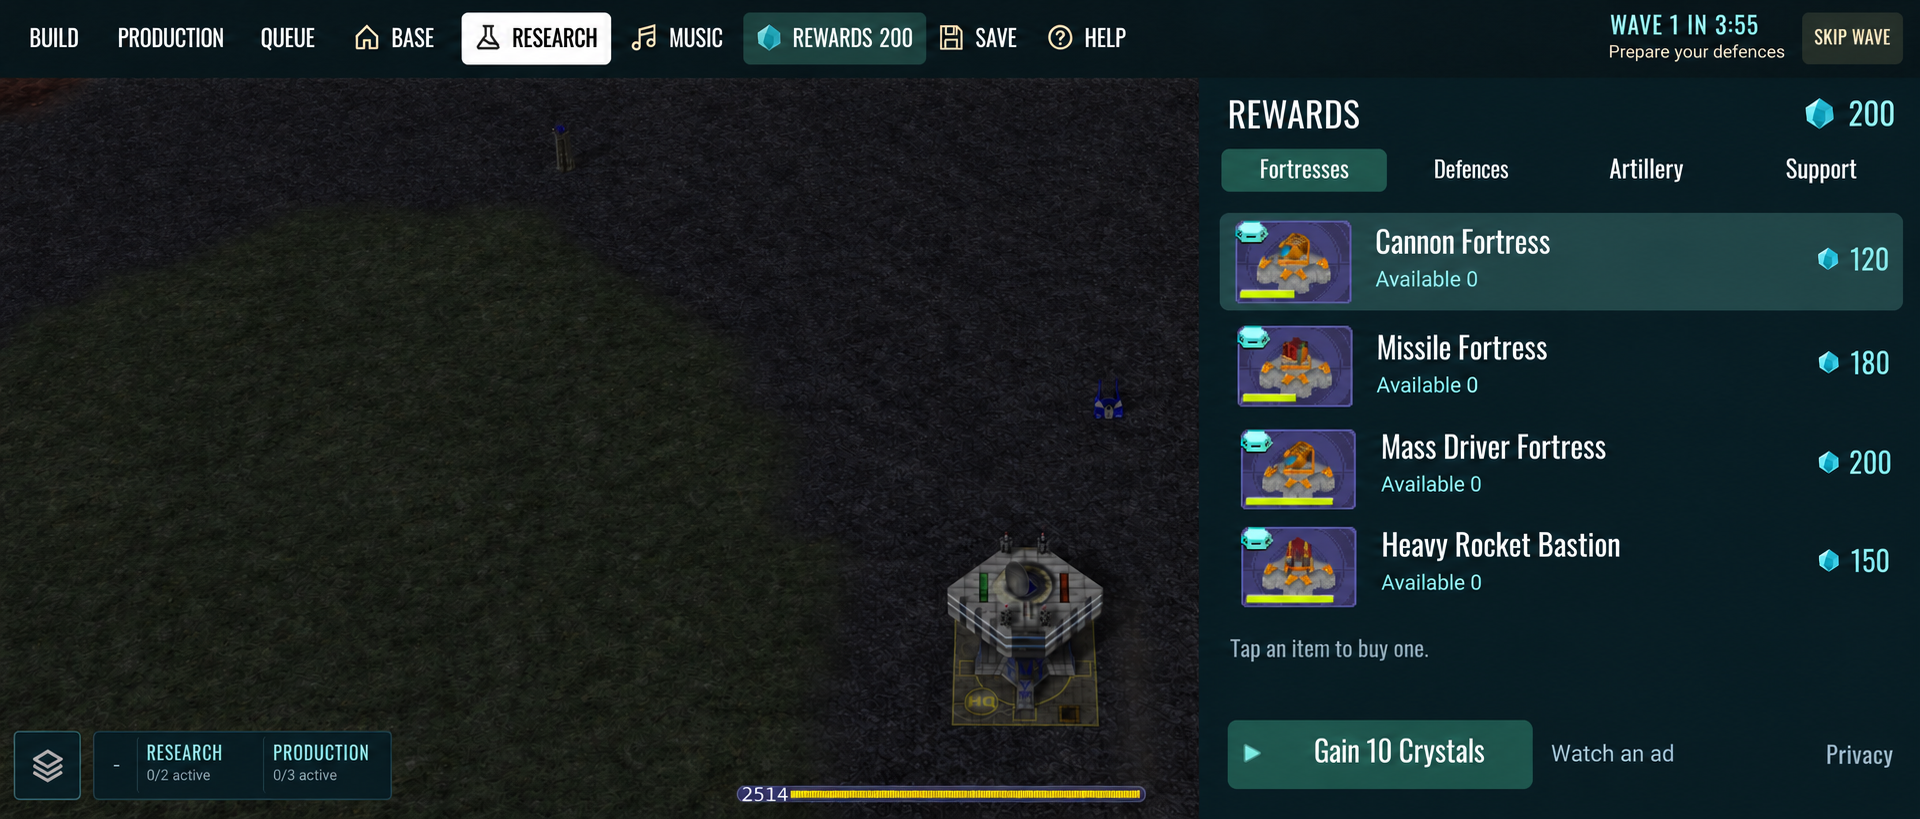 BUILD
PRODUCTION
QUEUE
BASE
RESEARCH
MUSIC
REWARDS 200
SAVE
HELP
WAVE 1 IN 3:55
Prepare your defences
SKIP WAVE
REWARDS
200
Fortresses
Defences
Artillery
Support
Cannon Fortress
Available 0
120
Missile Fortress
Available 0
180
Mass Driver Fortress
Available 0
200
Heavy Rocket Bastion
Available 0
150
Tap an item to buy one.
Gain 10 Crystals
Watch an ad
Privacy
HQ
-
RESEARCH
0/2 active
PRODUCTION
0/3 active
2514